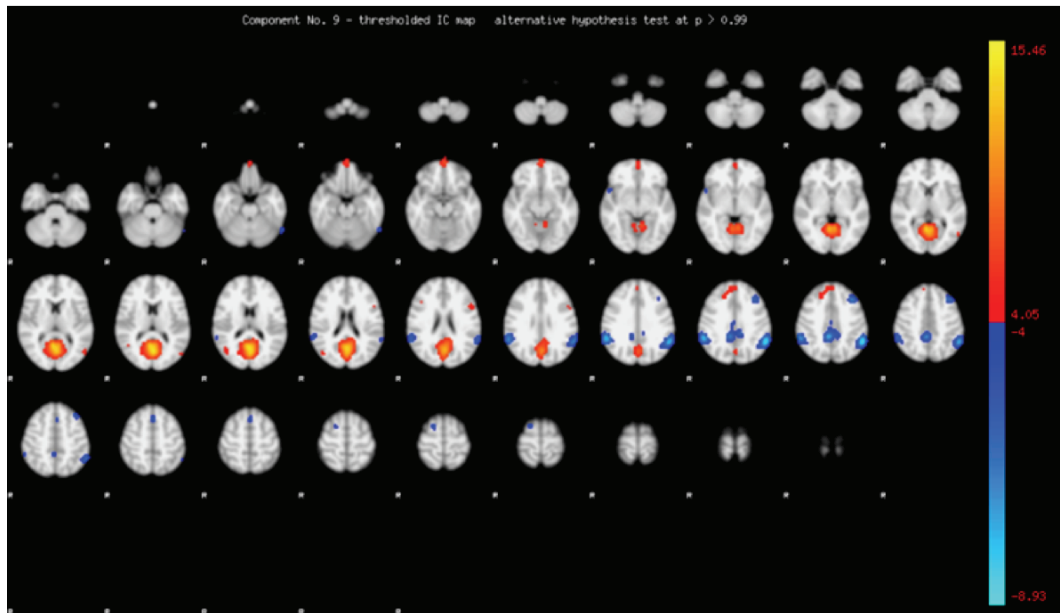 Component No. 9 - thresholded IC map alternative hypothesis test at p > 0.99
15.46
4.05
-4
-8.93